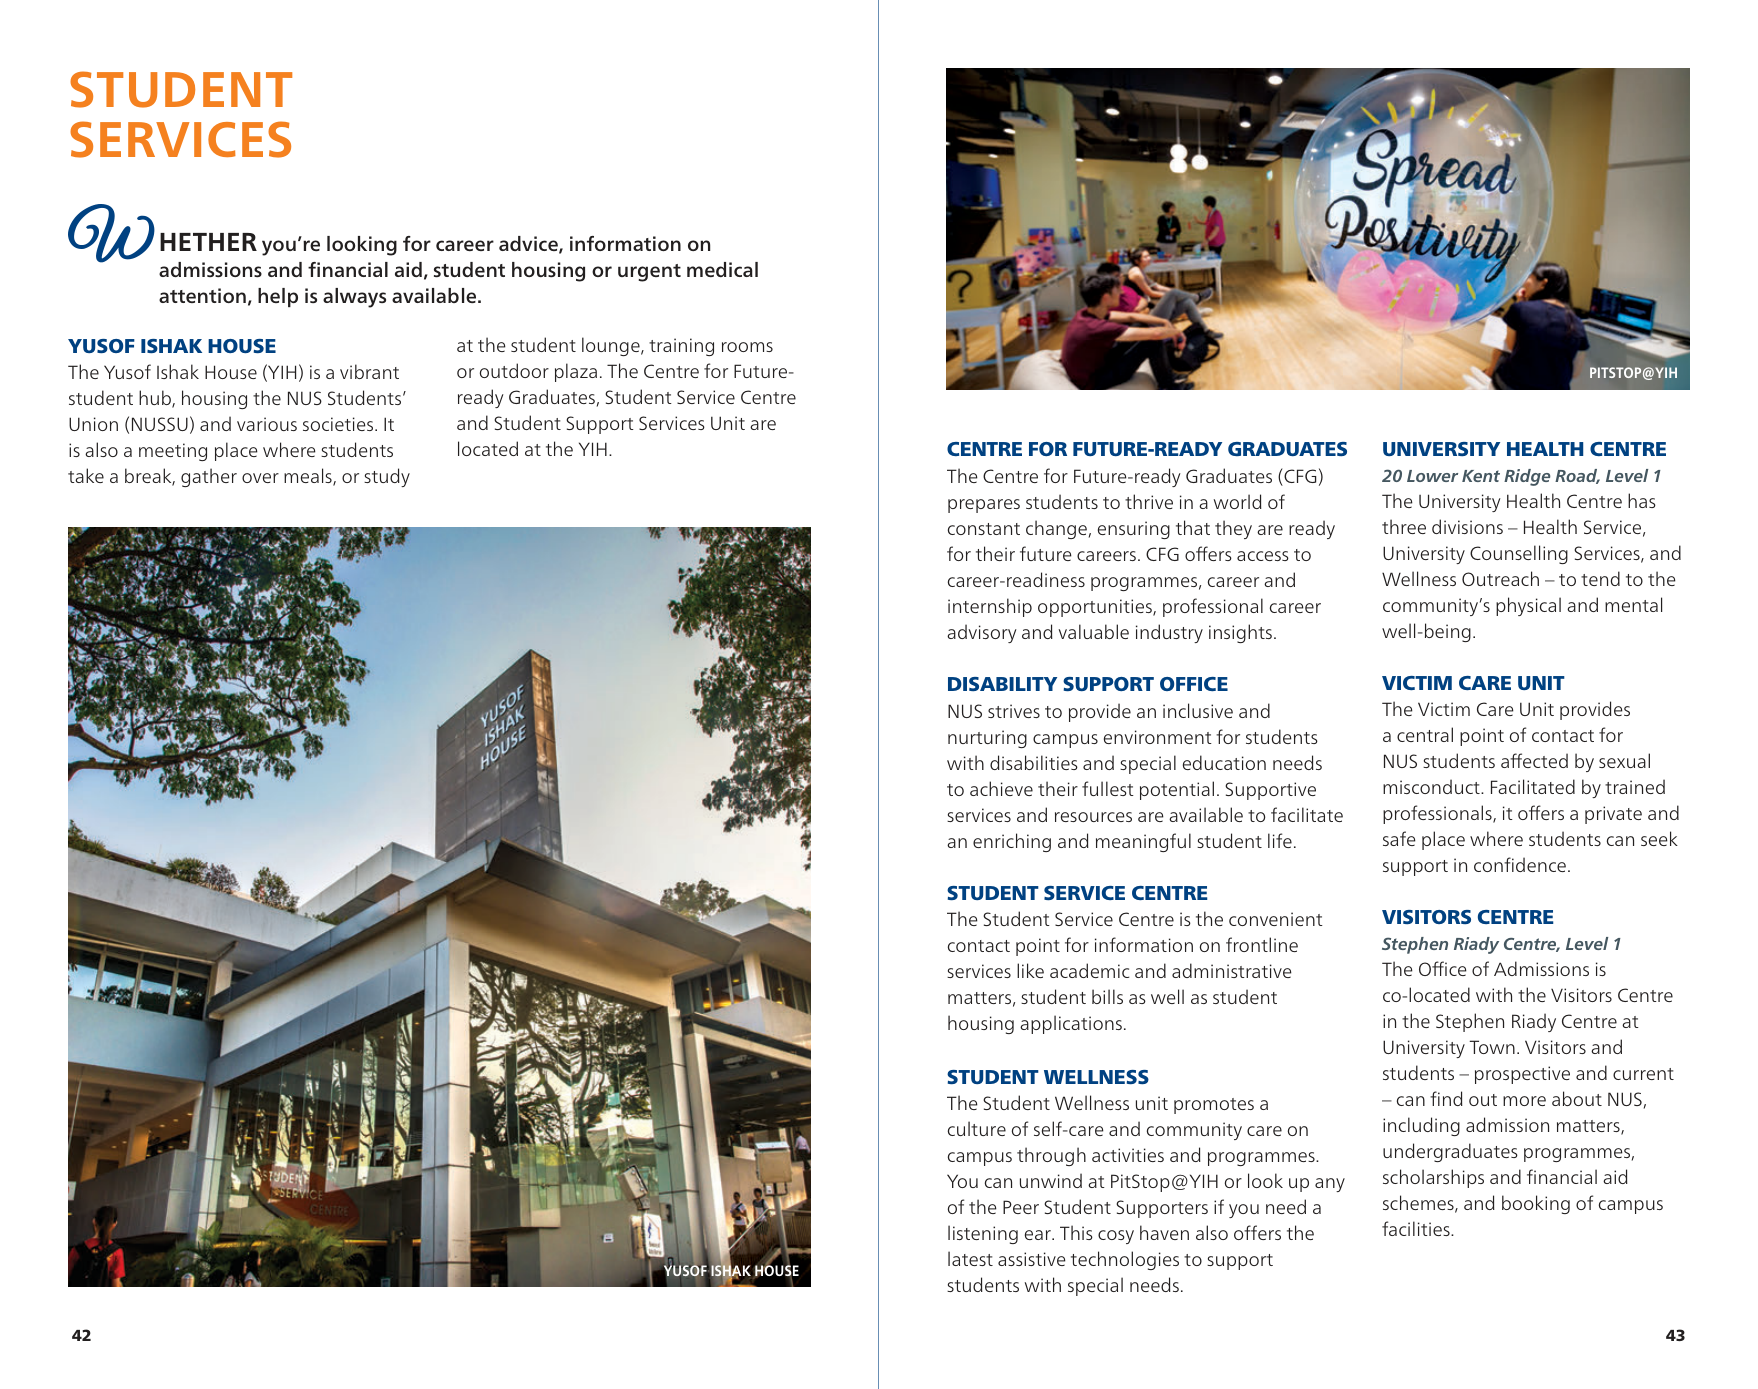 STUDENT
SERVICES
WHETHER you’re looking for career advice, information on
admissions and financial aid, student housing or urgent medical
attention, help is always available.
YUSOF ISHAK HOUSE
The Yusof Ishak House (YIH) is a vibrant
student hub, housing the NUS Students’
Union (NUSSU) and various societies. It
is also a meeting place where students
take a break, gather over meals, or study
at the student lounge, training rooms
or outdoor plaza. The Centre for Future-
ready Graduates, Student Service Centre
and Student Support Services Unit are
located at the YIH.
YUSOF
ISHAK
HOUSE
STUDENT
SERVICE
CENTRE
YUSOF ISHAK HOUSE
42
Spread
Positivity
?
PITSTOP@YIH
CENTRE FOR FUTURE-READY GRADUATES
The Centre for Future-ready Graduates (CFG)
prepares students to thrive in a world of
constant change, ensuring that they are ready
for their future careers. CFG offers access to
career-readiness programmes, career and
internship opportunities, professional career
advisory and valuable industry insights.
DISABILITY SUPPORT OFFICE
NUS strives to provide an inclusive and
nurturing campus environment for students
with disabilities and special education needs
to achieve their fullest potential. Supportive
services and resources are available to facilitate
an enriching and meaningful student life.
STUDENT SERVICE CENTRE
The Student Service Centre is the convenient
contact point for information on frontline
services like academic and administrative
matters, student bills as well as student
housing applications.
STUDENT WELLNESS
The Student Wellness unit promotes a
culture of self-care and community care on
campus through activities and programmes.
You can unwind at PitStop@YIH or look up any
of the Peer Student Supporters if you need a
listening ear. This cosy haven also offers the
latest assistive technologies to support
students with special needs.
UNIVERSITY HEALTH CENTRE
20 Lower Kent Ridge Road, Level 1
The University Health Centre has
three divisions – Health Service,
University Counselling Services, and
Wellness Outreach – to tend to the
community’s physical and mental
well-being.
VICTIM CARE UNIT
The Victim Care Unit provides
a central point of contact for
NUS students affected by sexual
misconduct. Facilitated by trained
professionals, it offers a private and
safe place where students can seek
support in confidence.
VISITORS CENTRE
Stephen Riady Centre, Level 1
The Office of Admissions is
co-located with the Visitors Centre
in the Stephen Riady Centre at
University Town. Visitors and
students – prospective and current
– can find out more about NUS,
including admission matters,
undergraduates programmes,
scholarships and financial aid
schemes, and booking of campus
facilities.
43